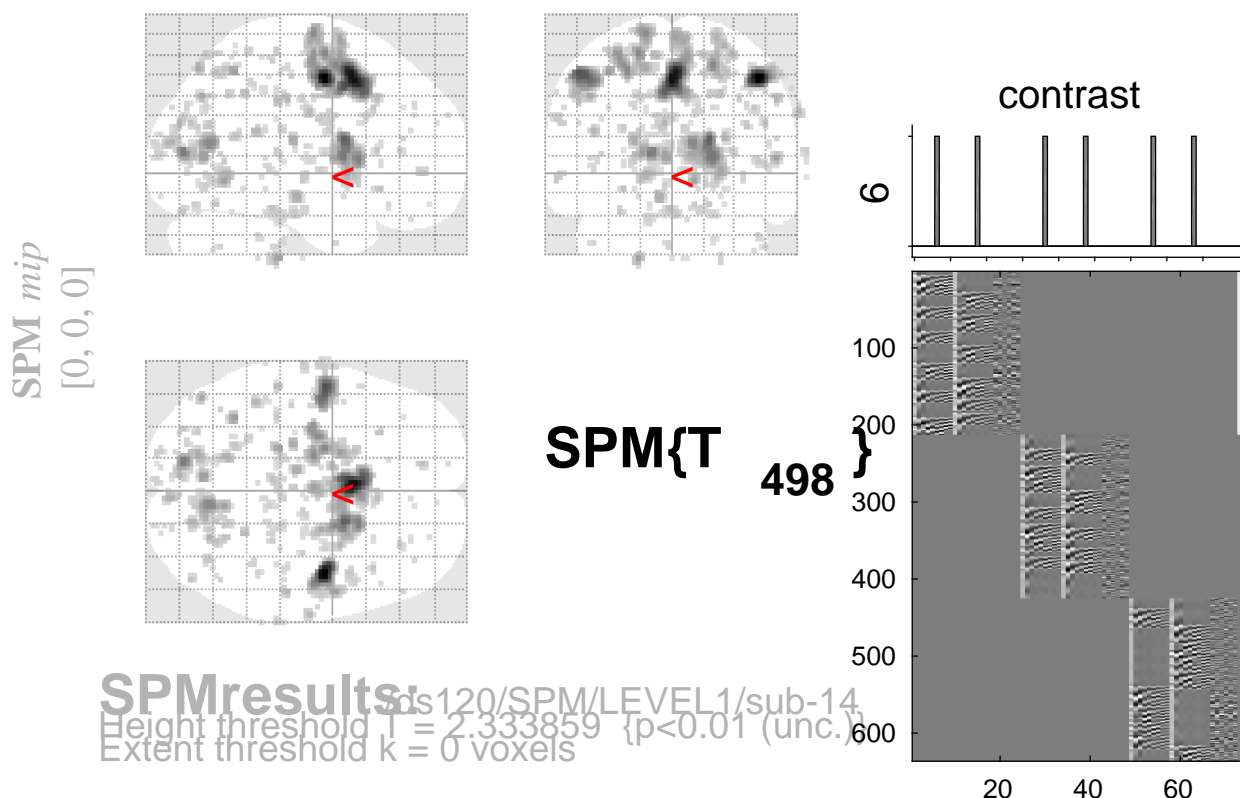 SPM mip
[0, 0, 0]
<
<
<
SPM{T498}
contrast
6
100
200
300
400
500
600
20 40 60
SPMresults: /ds120/SPM/LEVEL1/sub-14
Height threshold T = 2.333859 {p<0.01 (unc.)}
Extent threshold k = 0 voxels